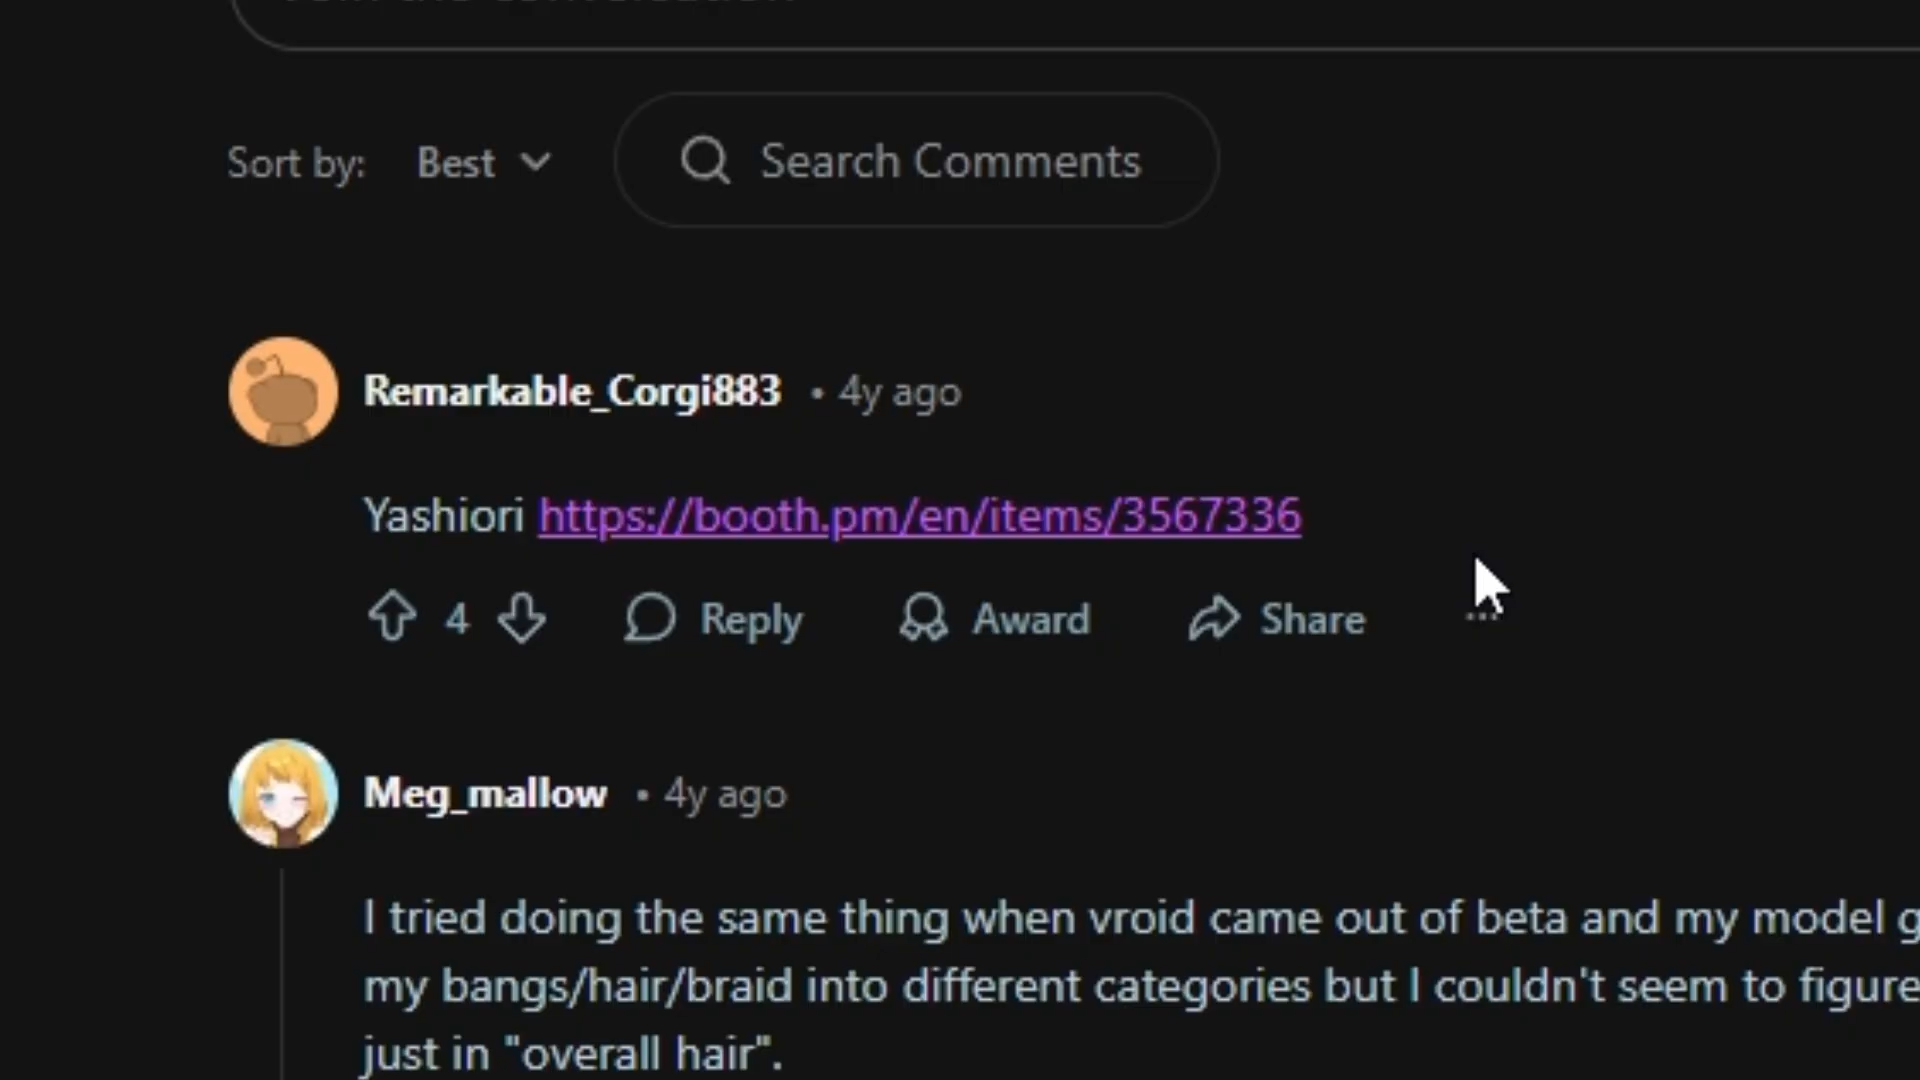 Sort by: Best
Search Comments
Remarkable_Corgi883 • 4y ago
Yashiori https://booth.pm/en/items/3567336
4 Reply Award Share ...
Meg_mallow • 4y ago
I tried doing the same thing when vroid came out of beta and my model g
my bangs/hair/braid into different categories but I couldn't seem to figure
just in "overall hair".